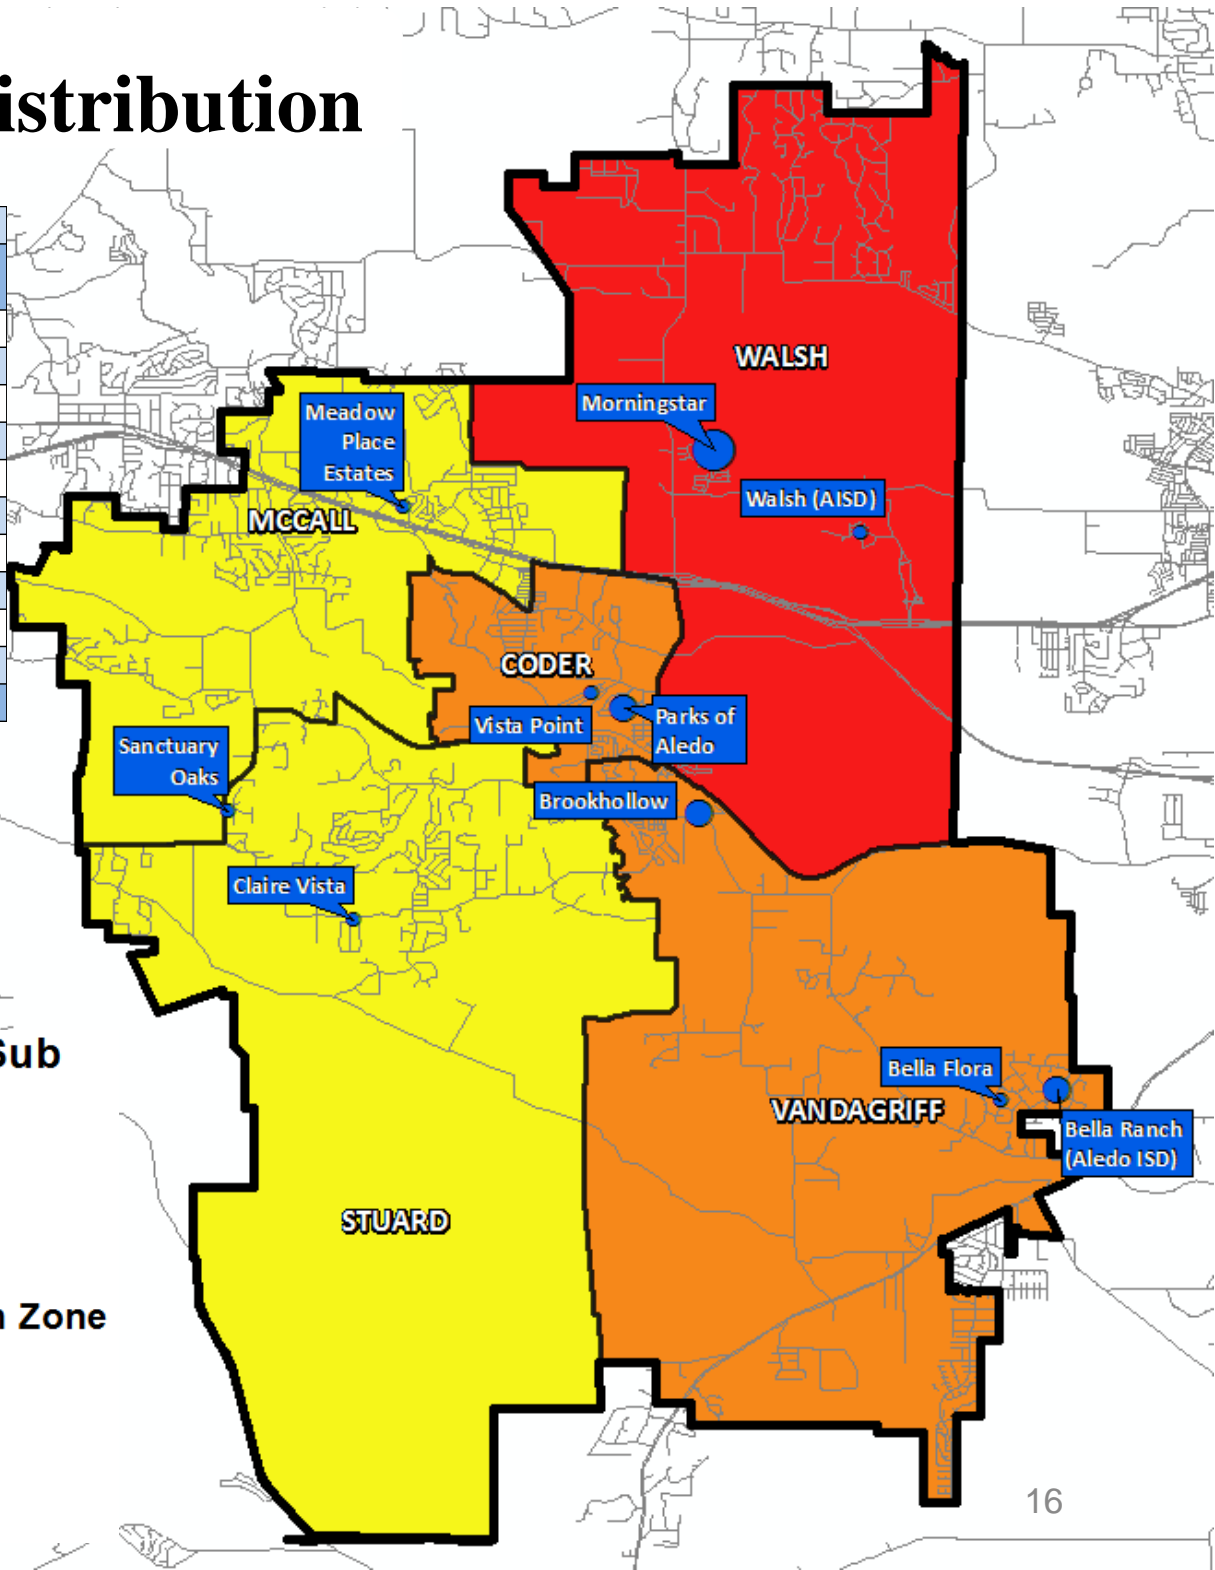 istribution
WALSH
Morningstar
Meadow
Place
Estates
Walsh (AISD)
MCCALL
CODER
Vista Point
Parks of
Aledo
Sanctuary
Oaks
Brookhollow
Claire Vista
Sub
Bella Flora
VANDAGRIFF
Bella Ranch
(Aledo ISD)
STUARD
n Zone
16